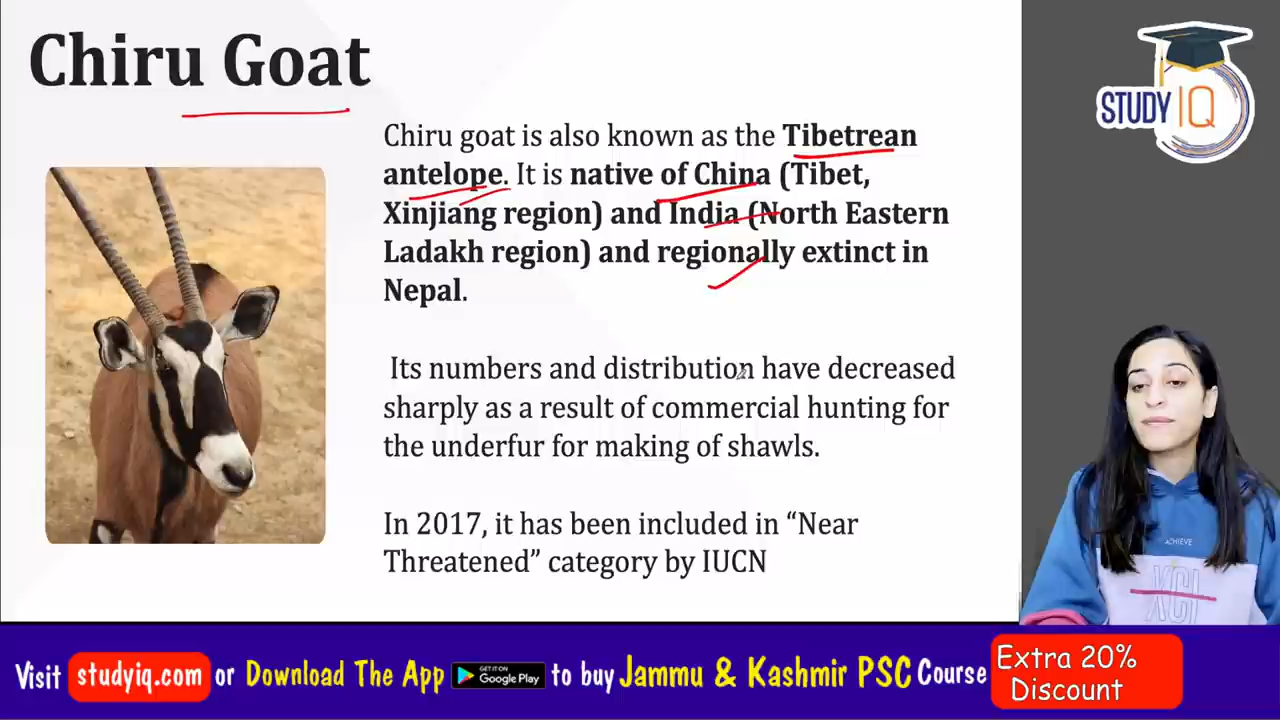 Chiru Goat
STUDY IQ
Chiru goat is also known as the Tibetrean
antelope. It is native of China (Tibet,
Xinjiang region) and India (North Eastern
Ladakh region) and regionally extinct in
Nepal.
Its numbers and distribution have decreased
sharply as a result of commercial hunting for
the underfur for making of shawls.
In 2017, it has been included in “Near
Threatened” category by IUCN
ACHIEVE
Visit studyiq.com or Download The App GET IT ON Google Play to buy Jammu & Kashmir PSC Course
Extra 20%
Discount